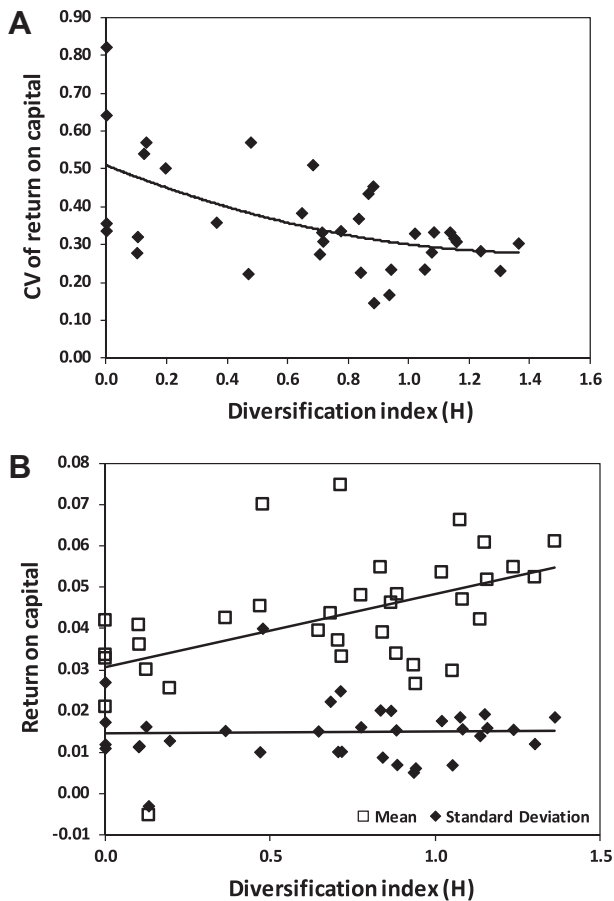 A
CV of return on capital
0.90
0.80
0.70
0.60
0.50
0.40
0.30
0.20
0.10
0.00
0.0 0.2 0.4 0.6 0.8 1.0 1.2 1.4 1.6
Diversification index (H)
B
Return on capital
0.08
0.07
0.06
0.05
0.04
0.03
0.02
0.01
0.00
-0.01
Mean Standard Deviation
0.0 0.5 1.0 1.5
Diversification index (H)